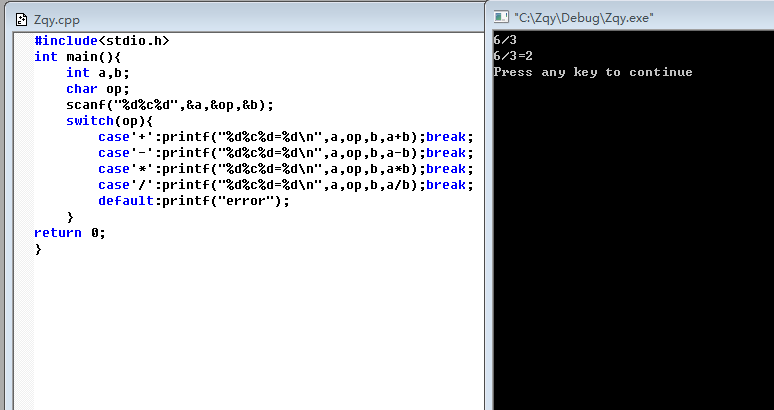 Zqy.cpp
#include<stdio.h>
int main(){
    int a,b;
    char op;
    scanf("%d%c%d",&a,&op,&b);
    switch(op){
        case'+':printf("%d%c%d=%d\n",a,op,b,a+b);break;
        case'-':printf("%d%c%d=%d\n",a,op,b,a-b);break;
        case'*':printf("%d%c%d=%d\n",a,op,b,a*b);break;
        case'/':printf("%d%c%d=%d\n",a,op,b,a/b);break;
        default:printf("error");
    }
return 0;
}
"C:\Zqy\Debug\Zqy.exe"
6/3
6/3=2
Press any key to continue